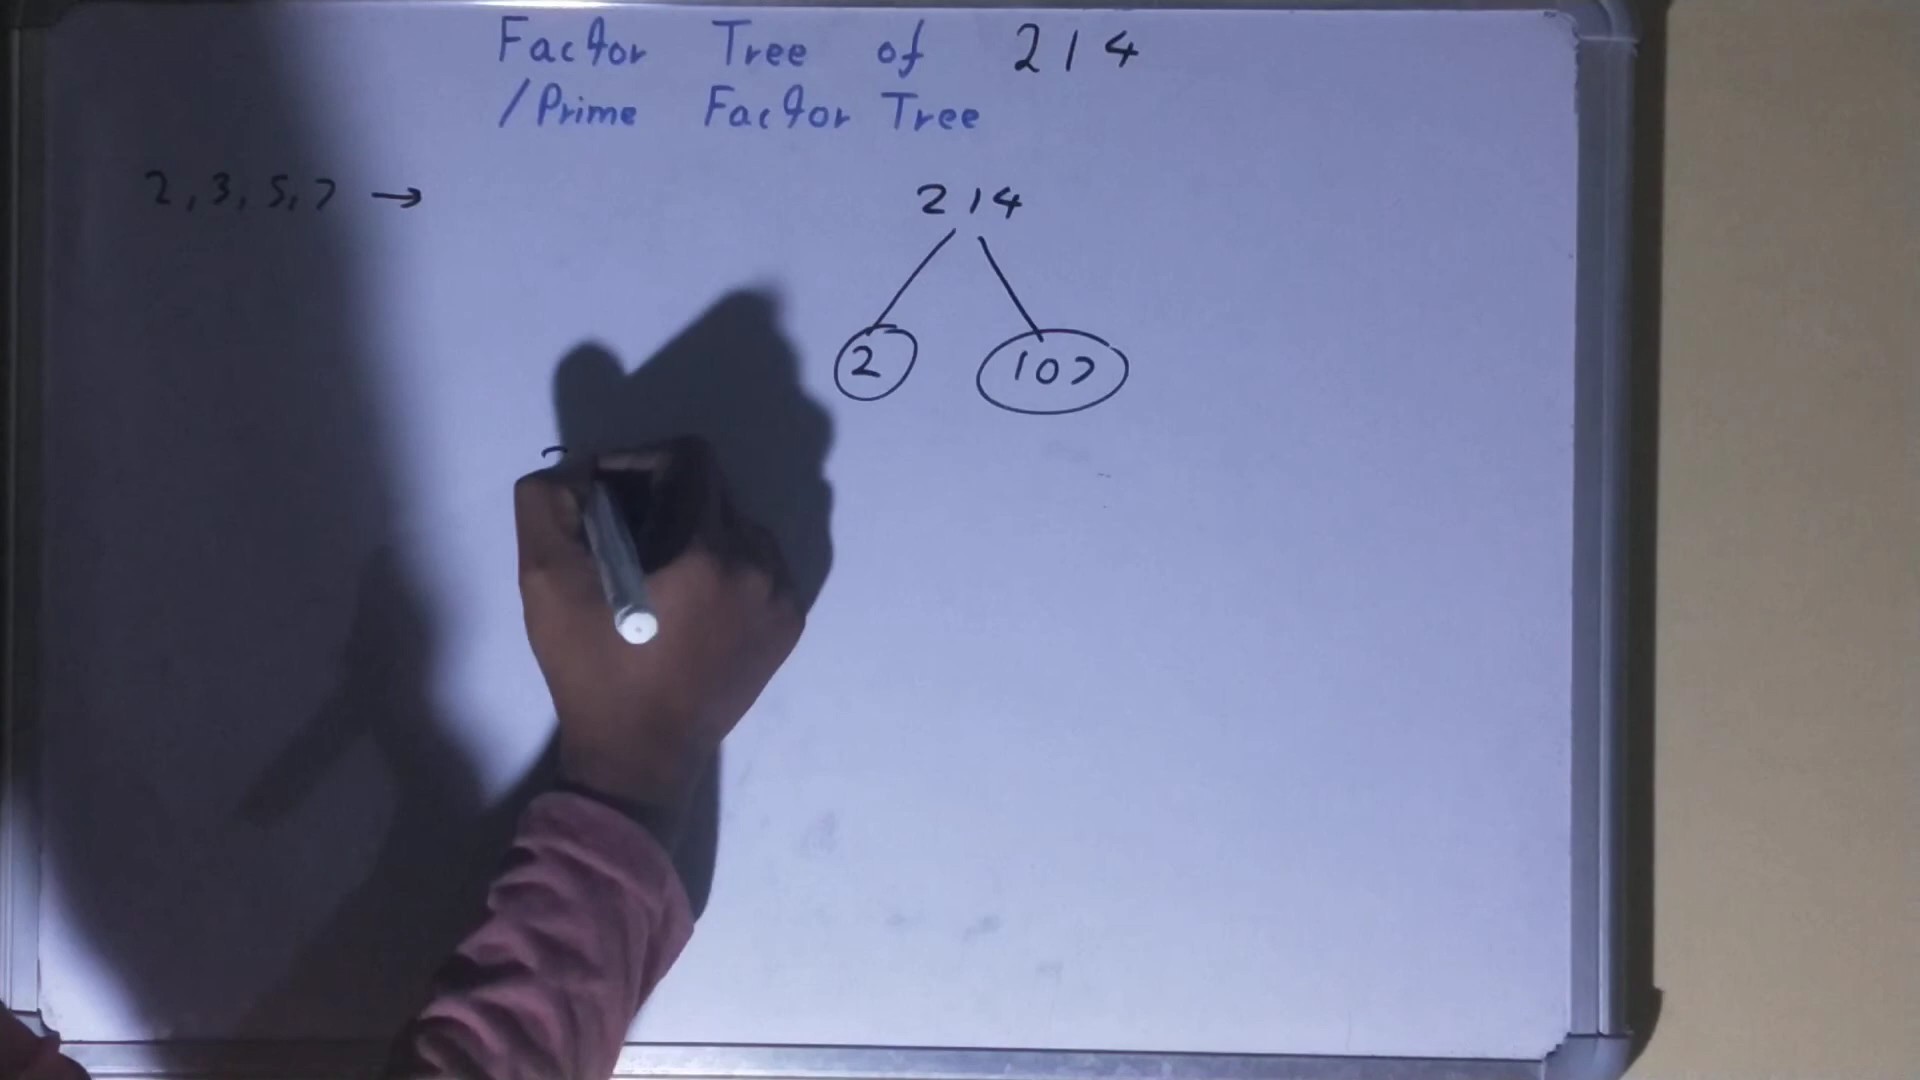 Factor Tree of 214
/Prime Factor Tree
2, 3, 5, 7 →
214
2 107